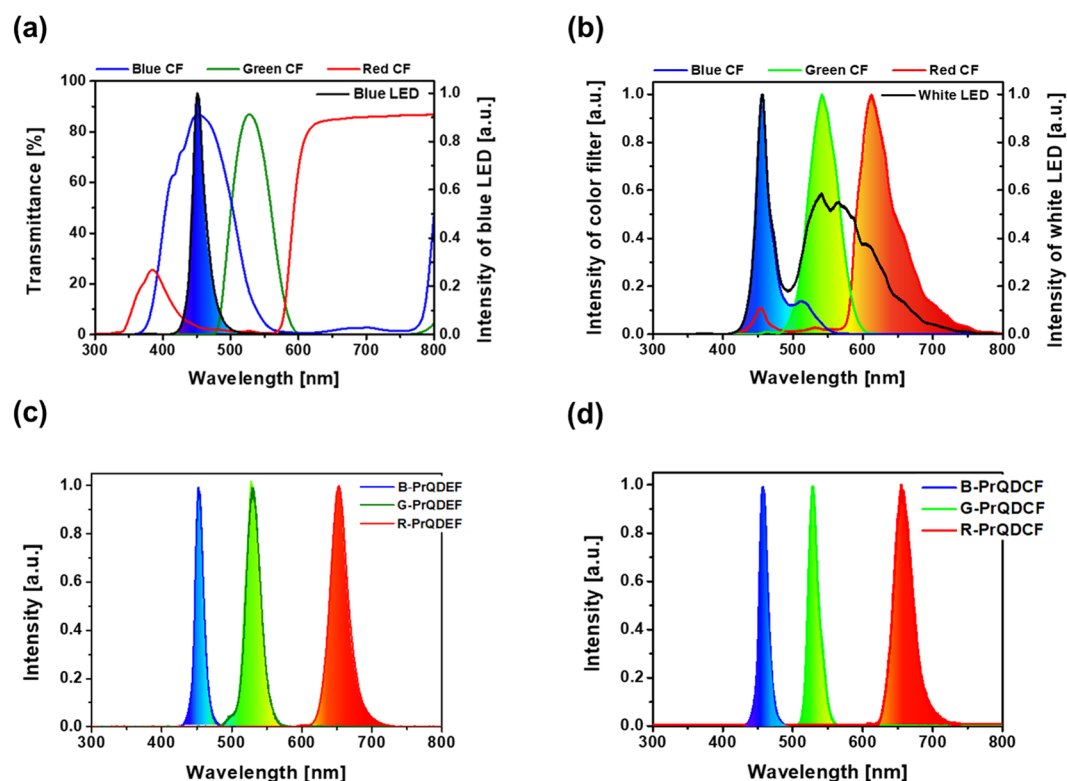 (a)
Blue CF Green CF Red CF
Blue LED
Transmittance [%]
100
80
60
40
20
0
300 400 500 600 700 800
Wavelength [nm]
1.0
0.8
0.6
0.4
0.2
0.0
Intensity of blue LED [a.u.]
(b)
Blue CF Green CF Red CF
White LED
Intensity of color filter [a.u.]
1.0
0.8
0.6
0.4
0.2
0.0
300 400 500 600 700 800
Wavelength [nm]
1.0
0.8
0.6
0.4
0.2
0.0
Intensity of white LED [a.u.]
(c)
B-PrQDEF
G-PrQDEF
R-PrQDEF
Intensity [a.u.]
1.0
0.8
0.6
0.4
0.2
0.0
300 400 500 600 700 800
Wavelength [nm]
(d)
B-PrQDCF
G-PrQDCF
R-PrQDCF
Intensity [a.u.]
1.0
0.8
0.6
0.4
0.2
0.0
300 400 500 600 700 800
Wavelength [nm]